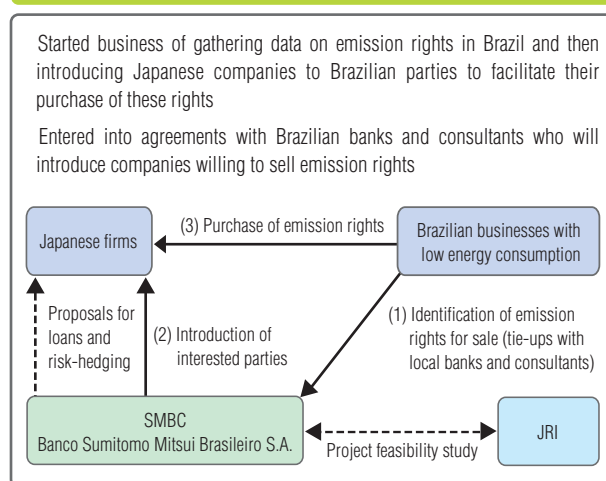 Started business of gathering data on emission rights in Brazil and then
introducing Japanese companies to Brazilian parties to facilitate their
purchase of these rights
Entered into agreements with Brazilian banks and consultants who will
introduce companies willing to sell emission rights
Japanese firms
(3) Purchase of emission rights
Brazilian businesses with
low energy consumption
Proposals for
loans and
risk-hedging
(2) Introduction of
interested parties
(1) Identification of emission
rights for sale (tie-ups with
local banks and consultants)
SMBC
Banco Sumitomo Mitsui Brasileiro S.A.
Project feasibility study
JRI